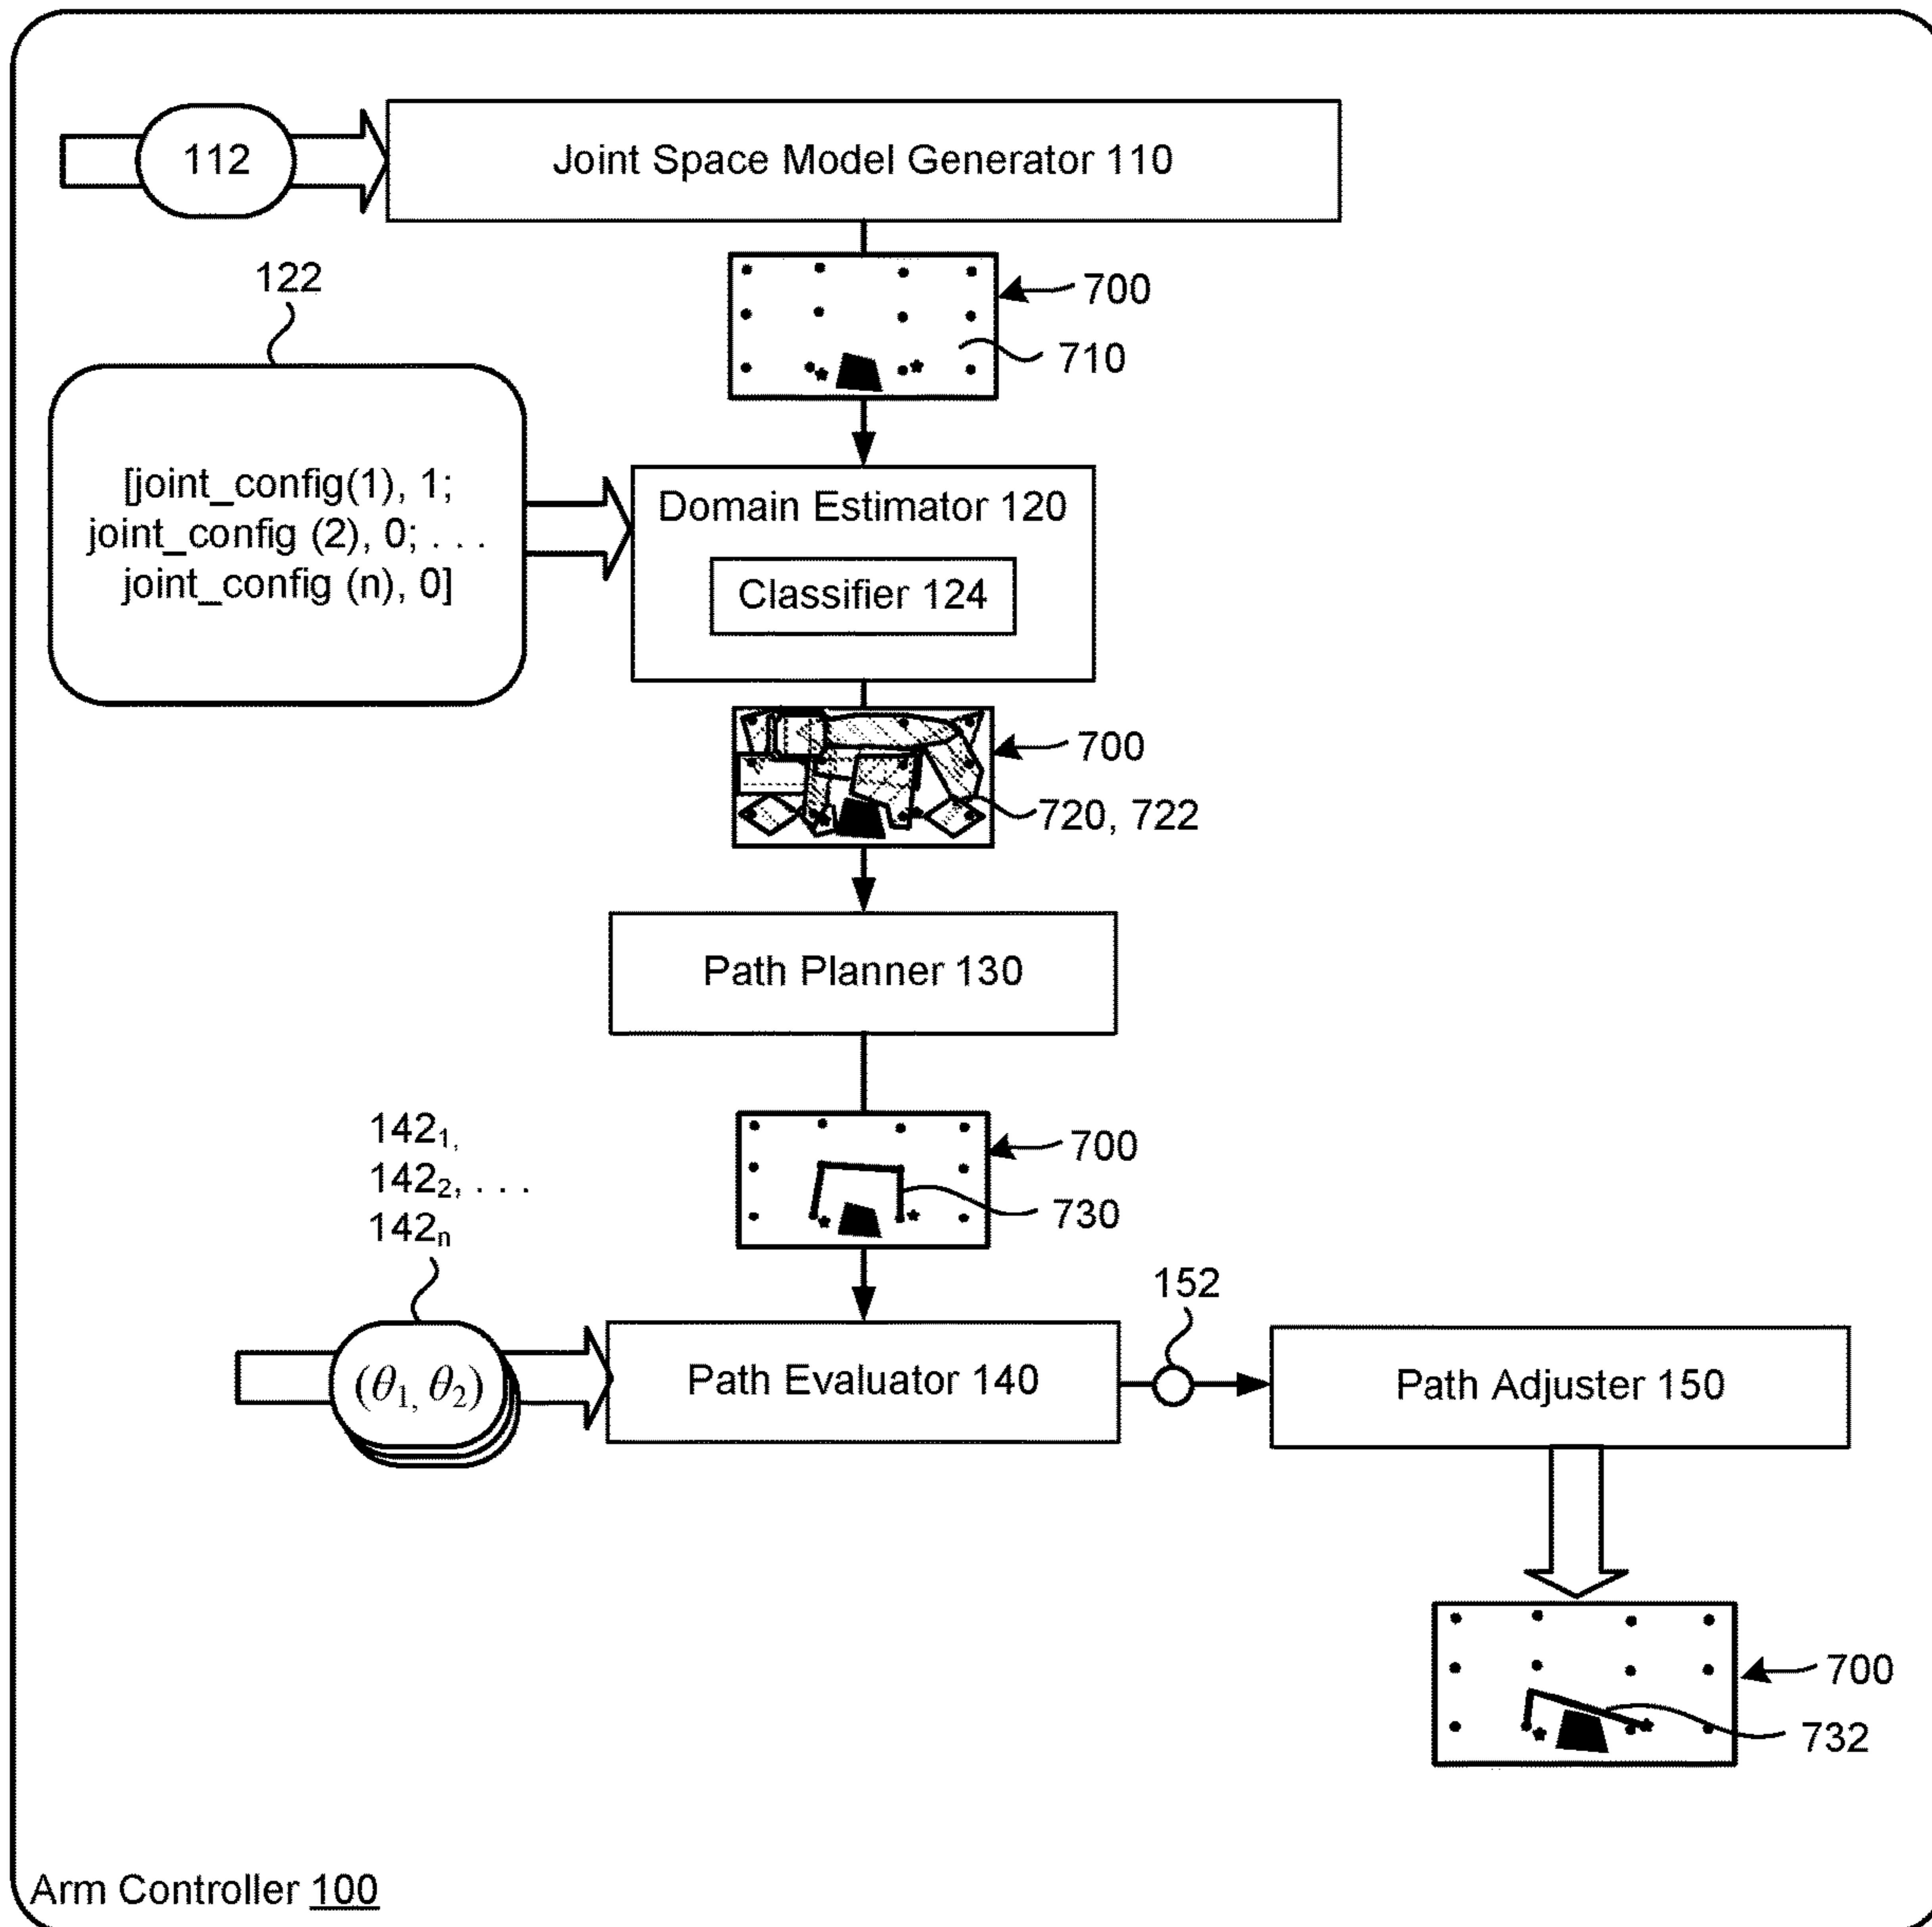 112
Joint Space Model Generator 110
700
710
122
[joint_config(1), 1;
joint_config (2), 0; . . .
joint_config (n), 0]
Domain Estimator 120
Classifier 124
700
720, 722
Path Planner 130
700
730
142₁,
142₂, . . .
142ₙ
(θ₁, θ₂)
Path Evaluator 140
152
Path Adjuster 150
700
732
Arm Controller 100